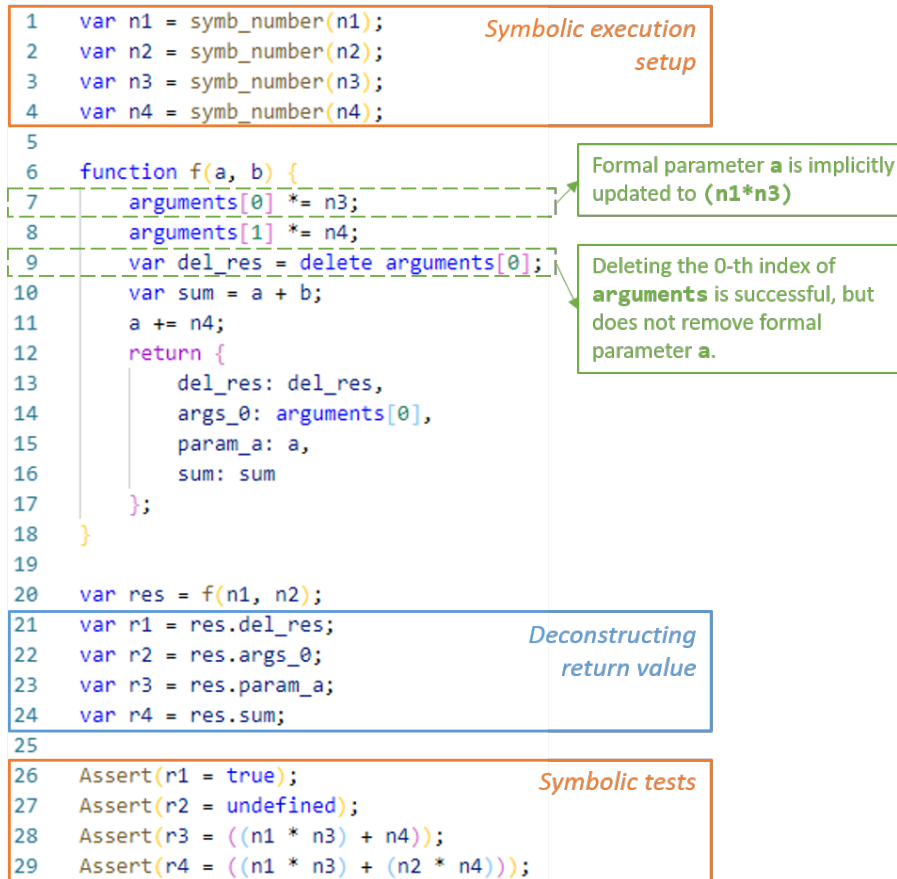 1 var n1 = symb_number(n1);
2 var n2 = symb_number(n2);
3 var n3 = symb_number(n3);
4 var n4 = symb_number(n4);
Symbolic execution
setup
5
6 function f(a, b) {
7 arguments[0] *= n3;
8 arguments[1] *= n4;
9 var del_res = delete arguments[0];
10 var sum = a + b;
11 a += n4;
12 return {
13 del_res: del_res,
14 args_0: arguments[0],
15 param_a: a,
16 sum: sum
17 };
18 }
Formal parameter a is implicitly
updated to (n1*n3)
Deleting the 0-th index of
arguments is successful, but
does not remove formal
parameter a.
19
20 var res = f(n1, n2);
21 var r1 = res.del_res;
22 var r2 = res.args_0;
23 var r3 = res.param_a;
24 var r4 = res.sum;
Deconstructing
return value
25
26 Assert(r1 = true);
27 Assert(r2 = undefined);
28 Assert(r3 = ((n1 * n3) + n4));
29 Assert(r4 = ((n1 * n3) + (n2 * n4)));
Symbolic tests